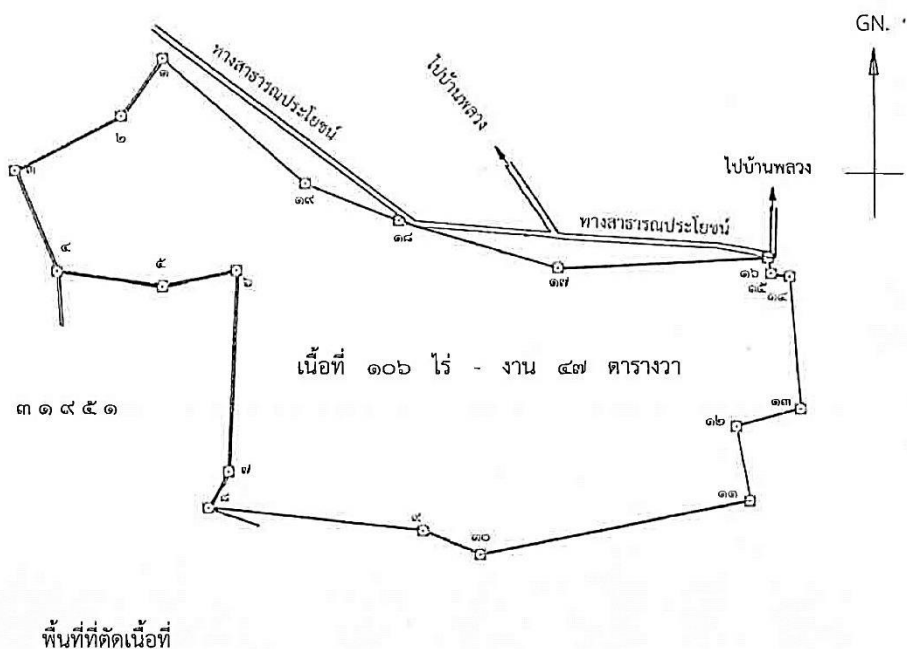 GN.
ทางสาธารณประโยชน์
ไปบ้านพลวง
ไปบ้านพลวง
ทางสาธารณประโยชน์
๑
๒
๓
๔
๕
๖
๗
๘
๙
๑๐
๑๑
๑๒
๑๓
๑๔
๑๕
๑๖
๑๗
๑๘
๑๙
เนื้อที่ ๑๐๖ ไร่ - งาน ๔๗ ตารางวา
๓๑๙๕๑
พื้นที่ที่ตัดเนื้อที่